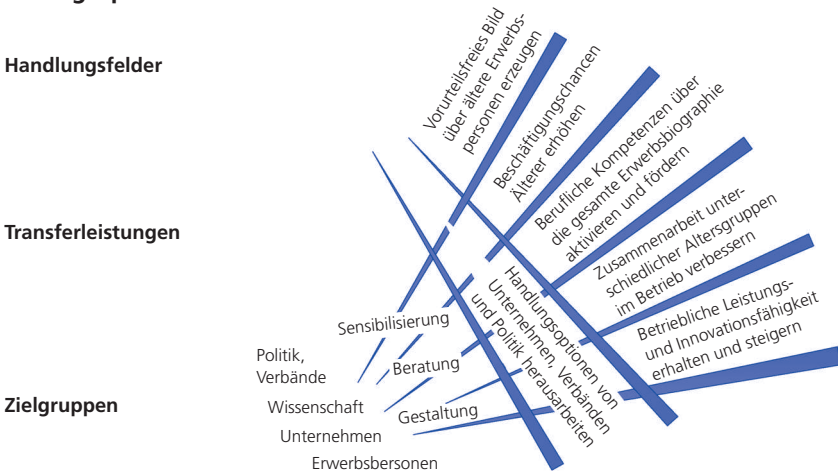 Handlungsfelder
Vorurteilsfreies Bild
über ältere Erwerbs-
personen erzeugen
Beschäftigungschancen
Älterer erhöhen
Berufliche Kompetenzen über
die gesamte Erwerbsbiographie
aktivieren und fördern
Zusammenarbeit unter-
schiedlicher Altersgruppen
im Betrieb verbessern
Betriebliche Leistungs-
und Innovationsfähigkeit
erhalten und steigern
Transferleistungen
Handlungsoptionen von
Unternehmen, Verbänden
und Politik herausarbeiten
Sensibilisierung
Beratung
Gestaltung
Zielgruppen
Politik,
Verbände
Wissenschaft
Unternehmen
Erwerbsbersonen